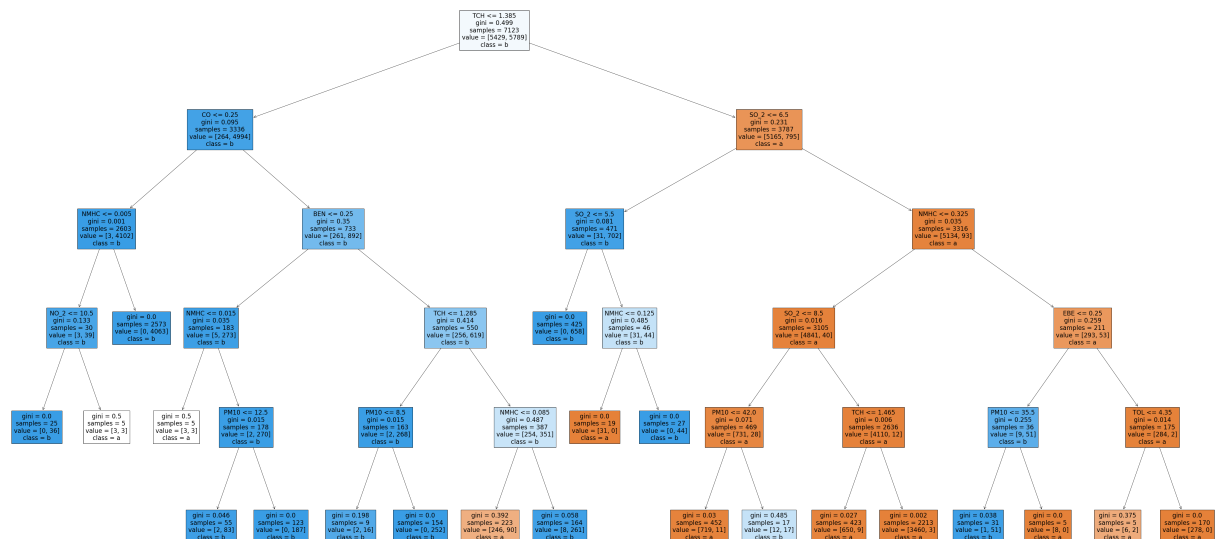 TCH <= 1.385
gini = 0.499
samples = 7123
value = [5429, 5789]
class = b
CO <= 0.25
gini = 0.095
samples = 3336
value = [264, 4994]
class = b
SO_2 <= 6.5
gini = 0.231
samples = 3787
value = [5165, 795]
class = a
NMHC <= 0.005
gini = 0.001
samples = 2603
value = [3, 4102]
class = b
BEN <= 0.25
gini = 0.35
samples = 733
value = [261, 892]
class = b
SO_2 <= 5.5
gini = 0.081
samples = 471
value = [31, 702]
class = b
NMHC <= 0.325
gini = 0.035
samples = 3316
value = [5134, 93]
class = a
NO_2 <= 10.5
gini = 0.133
samples = 30
value = [3, 39]
class = b
gini = 0.0
samples = 2573
value = [0, 4063]
class = b
NMHC <= 0.015
gini = 0.035
samples = 183
value = [5, 273]
class = b
TCH <= 1.285
gini = 0.414
samples = 550
value = [256, 619]
class = b
gini = 0.0
samples = 425
value = [0, 658]
class = b
NMHC <= 0.125
gini = 0.485
samples = 46
value = [31, 44]
class = b
SO_2 <= 8.5
gini = 0.016
samples = 3105
value = [4841, 40]
class = a
EBE <= 0.25
gini = 0.259
samples = 211
value = [293, 53]
class = a
gini = 0.0
samples = 25
value = [0, 36]
class = b
gini = 0.5
samples = 5
value = [3, 3]
class = a
gini = 0.5
samples = 5
value = [3, 3]
class = a
PM10 <= 12.5
gini = 0.015
samples = 178
value = [2, 270]
class = b
PM10 <= 8.5
gini = 0.015
samples = 163
value = [2, 268]
class = b
NMHC <= 0.085
gini = 0.487
samples = 387
value = [254, 351]
class = b
gini = 0.0
samples = 19
value = [31, 0]
class = a
gini = 0.0
samples = 27
value = [0, 44]
class = b
PM10 <= 42.0
gini = 0.071
samples = 469
value = [731, 28]
class = a
TCH <= 1.465
gini = 0.006
samples = 2636
value = [4110, 12]
class = a
PM10 <= 35.5
gini = 0.255
samples = 36
value = [9, 51]
class = b
TOL <= 4.35
gini = 0.014
samples = 175
value = [284, 2]
class = a
gini = 0.046
samples = 55
value = [2, 83]
class = b
gini = 0.0
samples = 123
value = [0, 187]
class = b
gini = 0.198
samples = 9
value = [2, 16]
class = b
gini = 0.0
samples = 154
value = [0, 252]
class = b
gini = 0.392
samples = 223
value = [246, 90]
class = a
gini = 0.058
samples = 164
value = [8, 261]
class = b
gini = 0.03
samples = 452
value = [719, 11]
class = a
gini = 0.485
samples = 17
value = [12, 17]
class = b
gini = 0.027
samples = 423
value = [650, 9]
class = a
gini = 0.002
samples = 2213
value = [3460, 3]
class = a
gini = 0.038
samples = 31
value = [1, 51]
class = b
gini = 0.0
samples = 5
value = [8, 0]
class = a
gini = 0.375
samples = 5
value = [6, 2]
class = a
gini = 0.0
samples = 170
value = [278, 0]
class = a